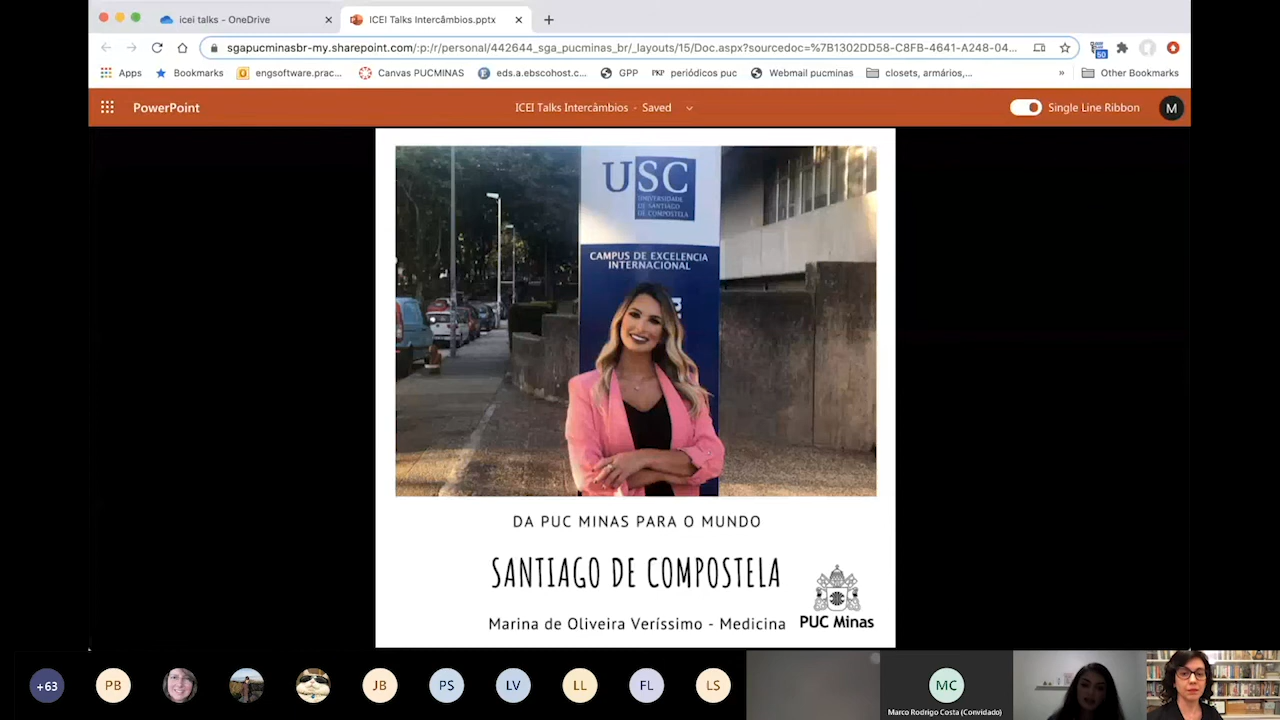 icei talks - OneDrive
ICEI Talks Intercâmbios.pptx
sgapucminasbr-my.sharepoint.com/:p:/r/personal/442644_sga_pucminas_br/_layouts/15/Doc.aspx?sourcedoc=%7B1302DD58-C8FB-4641-A248-04...
50
Apps
Bookmarks
engsoftware.prac...
Canvas PUCMINAS
eds.a.ebscohost.c...
GPP
PKP periódicos puc
Webmail pucminas
closets, armários,...
»
Other Bookmarks
PowerPoint
ICEI Talks Intercâmbios - Saved
Single Line Ribbon
M
USC
UNIVERSIDADE
DE SANTIAGO
DE COMPOSTELA
CAMPUS DE EXCELENCIA
INTERNACIONAL
DA PUC MINAS PARA O MUNDO
SANTIAGO DE COMPOSTELA
Marina de Oliveira Veríssimo - Medicina
PUC Minas
+63
PB
JB
PS
LV
LL
FL
LS
MC
Marco Rodrigo Costa (Convidado)